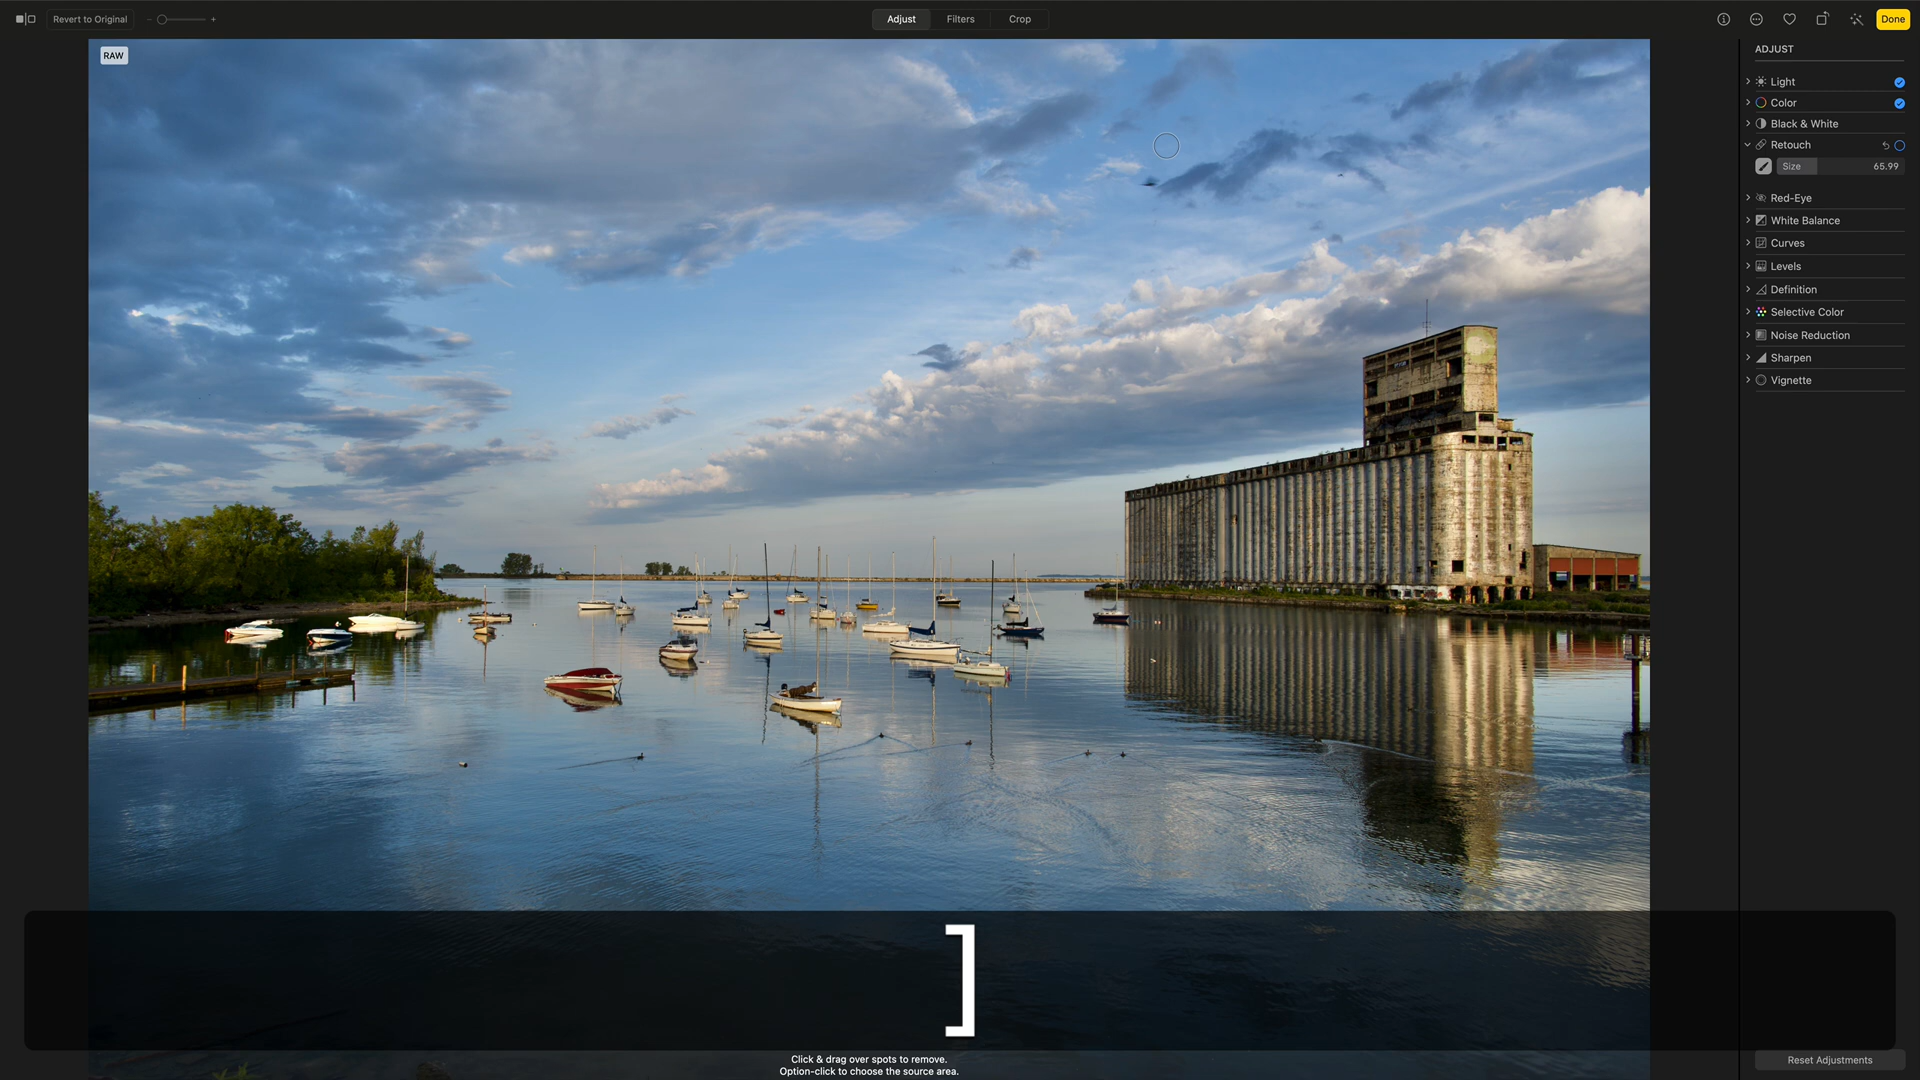 Revert to Original
Adjust
Filters
Crop
Done
RAW
ADJUST
Light
Color
Black & White
Retouch
Size 65.99
Red-Eye
White Balance
Curves
Levels
Definition
Selective Color
Noise Reduction
Sharpen
Vignette
]
Click & drag over spots to remove.
Option-click to choose the source area.
Reset Adjustments